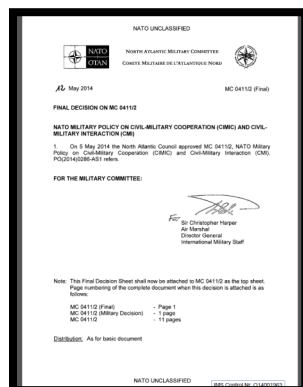 NATO UNCLASSIFIED
NATO
OTAN
NORTH ATLANTIC MILITARY COMMITTEE
COMITE MILITAIRE DE L'ATLANTIQUE NORD
12 May 2014
MC 0411/2 (Final)
FINAL DECISION ON MC 0411/2
NATO MILITARY POLICY ON CIVIL-MILITARY COOPERATION (CIMIC) AND CIVIL-
MILITARY INTERACTION (CMI)
1. On 5 May 2014 the North Atlantic Council approved MC 0411/2, NATO Military
Policy on Civil-Military Cooperation (CIMIC) and Civil-Military Interaction (CMI).
PO(2014)0286-AS1 refers.
FOR THE MILITARY COMMITTEE:
For
Sir Christopher Harper
Air Marshal
Director General
International Military Staff
Note: This Final Decision Sheet shall now be attached to MC 0411/2 as the top sheet.
Page numbering of the complete document when this decision is attached is as
follows:
MC 0411/2 (Final) - Page 1
MC 0411/2 (Military Decision) - 1 page
MC 0411/2 - 11 pages
Distribution: As for basic document
NATO UNCLASSIFIED
IMS Control Nr: O14001963